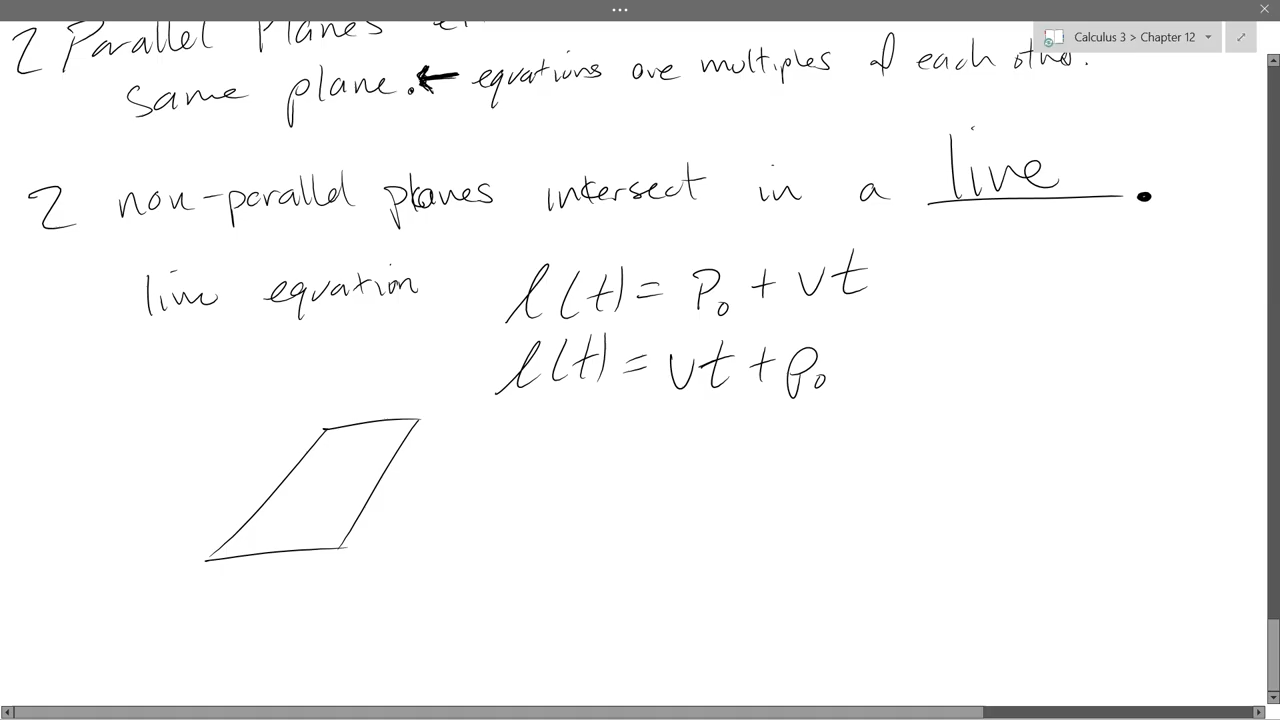 2 Parallel Planes
Calculus 3 > Chapter 12
same plane. ← equations are multiples of each other.
2 non-parallel planes intersect in a line.
line equation l(t) = P₀ + vt
l(t) = vt + P₀